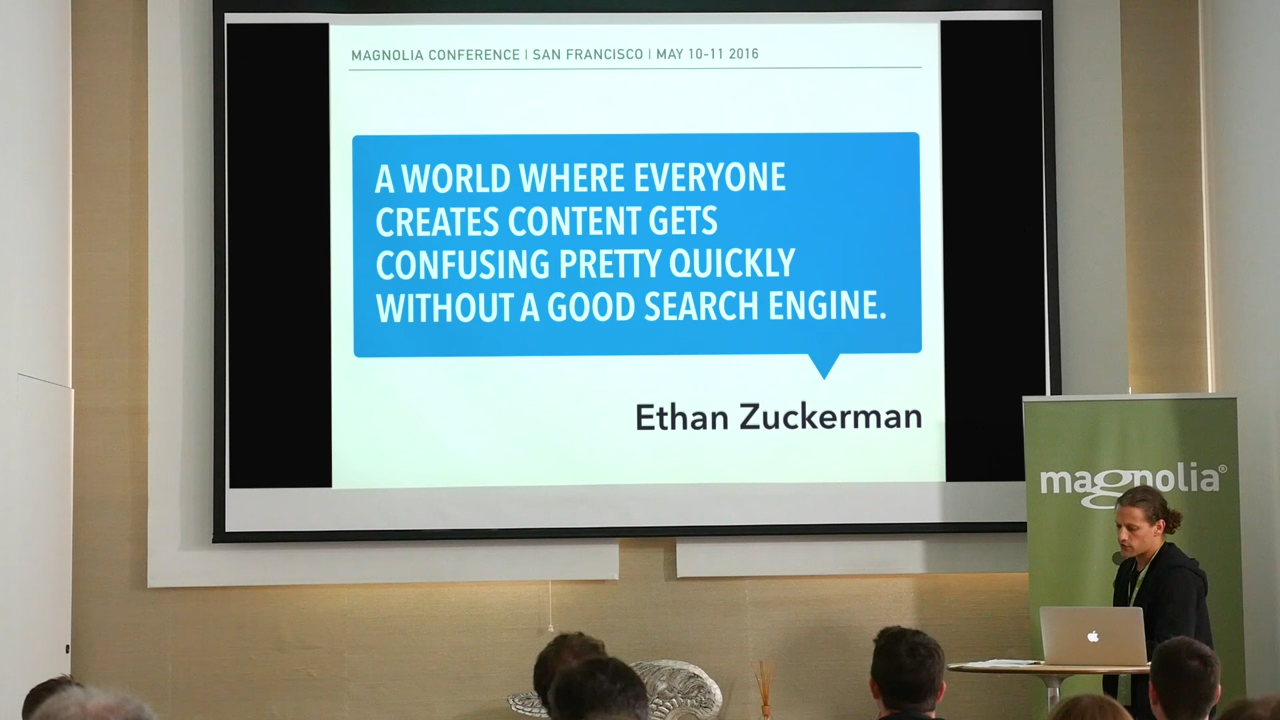 MAGNOLIA CONFERENCE | SAN FRANCISCO | MAY 10-11 2016
A WORLD WHERE EVERYONE
CREATES CONTENT GETS
CONFUSING PRETTY QUICKLY
WITHOUT A GOOD SEARCH ENGINE.
Ethan Zuckerman
magnolia®